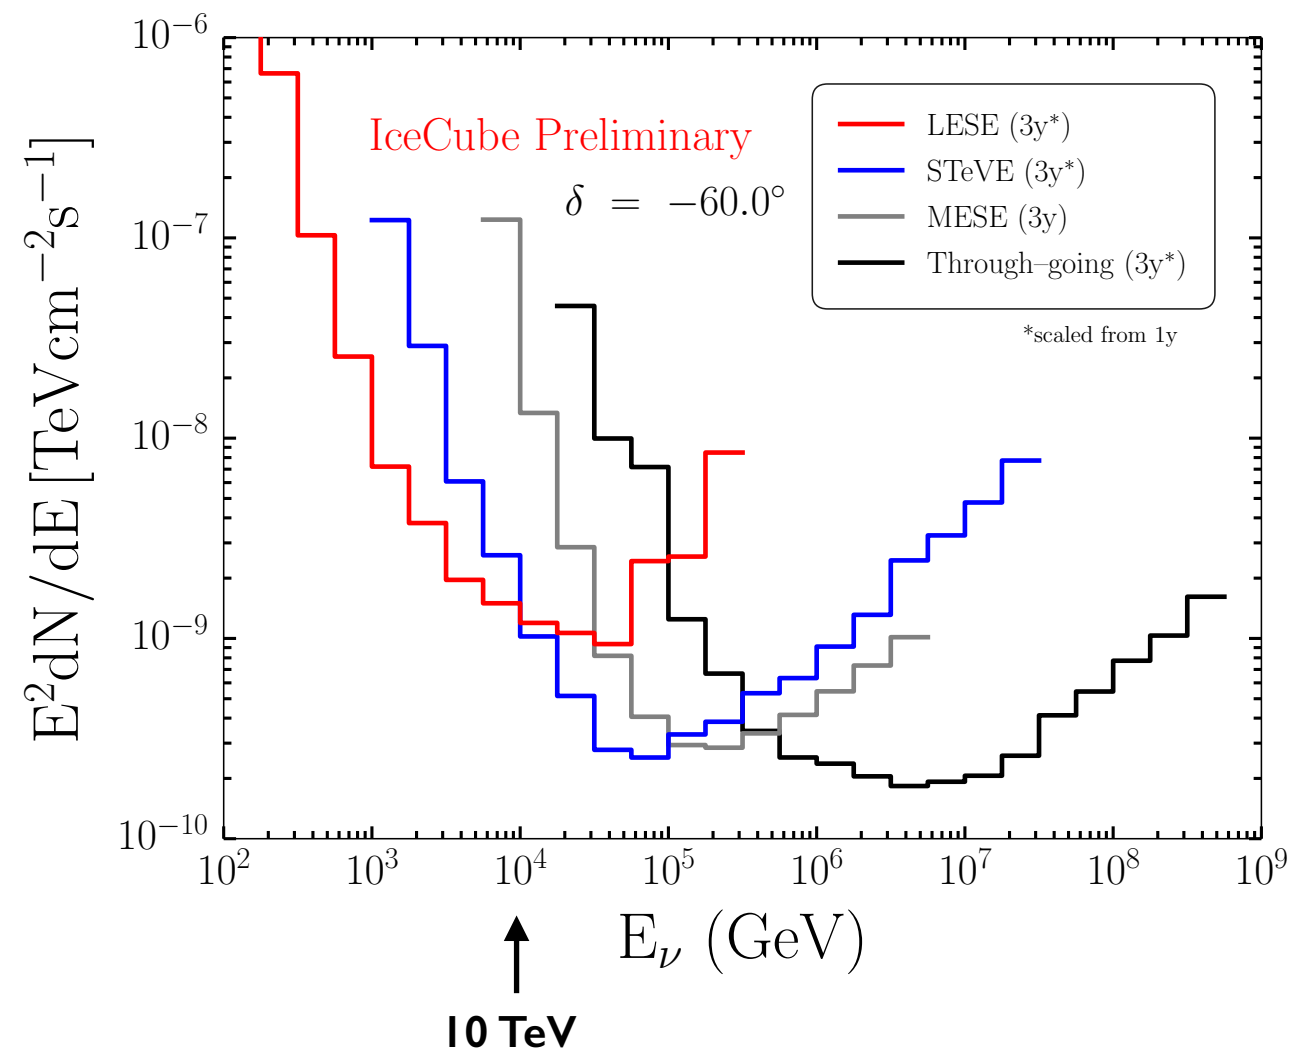 10⁻⁶
10⁻⁷
10⁻⁸
10⁻⁹
10⁻¹⁰
E²dN/dE [TeVcm⁻²s⁻¹]
IceCube Preliminary
δ = −60.0°
LESE (3y*)
STeVE (3y*)
MESE (3y)
Through–going (3y*)
*scaled from 1y
10² 10³ 10⁴ 10⁵ 10⁶ 10⁷ 10⁸ 10⁹
E_ν (GeV)
10 TeV